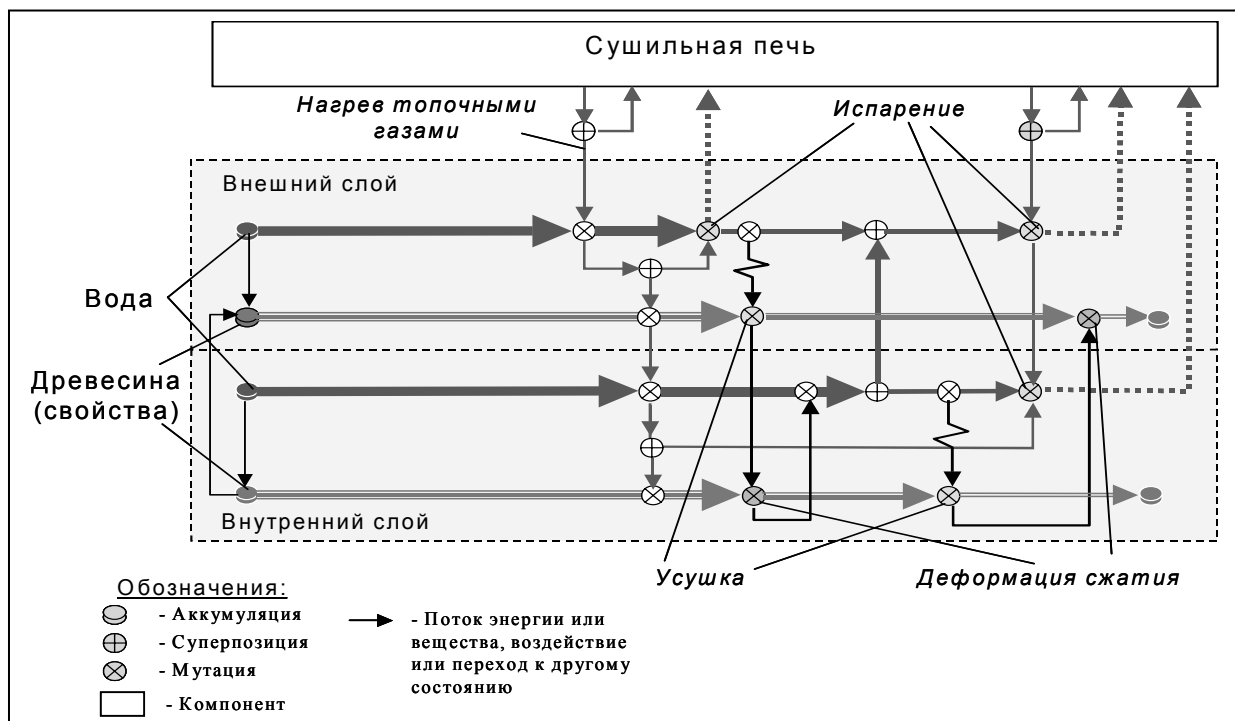 Сушильная печь
Нагрев топочными
газами
Испарение
Внешний слой
Вода
Древесина
(свойства)
Внутренний слой
Усушка
Деформация сжатия
Обозначения:
- Аккумуляция
- Суперпозиция
- Мутация
- Компонент
- Поток энергии или
вещества, воздействие
или переход к другому
состоянию